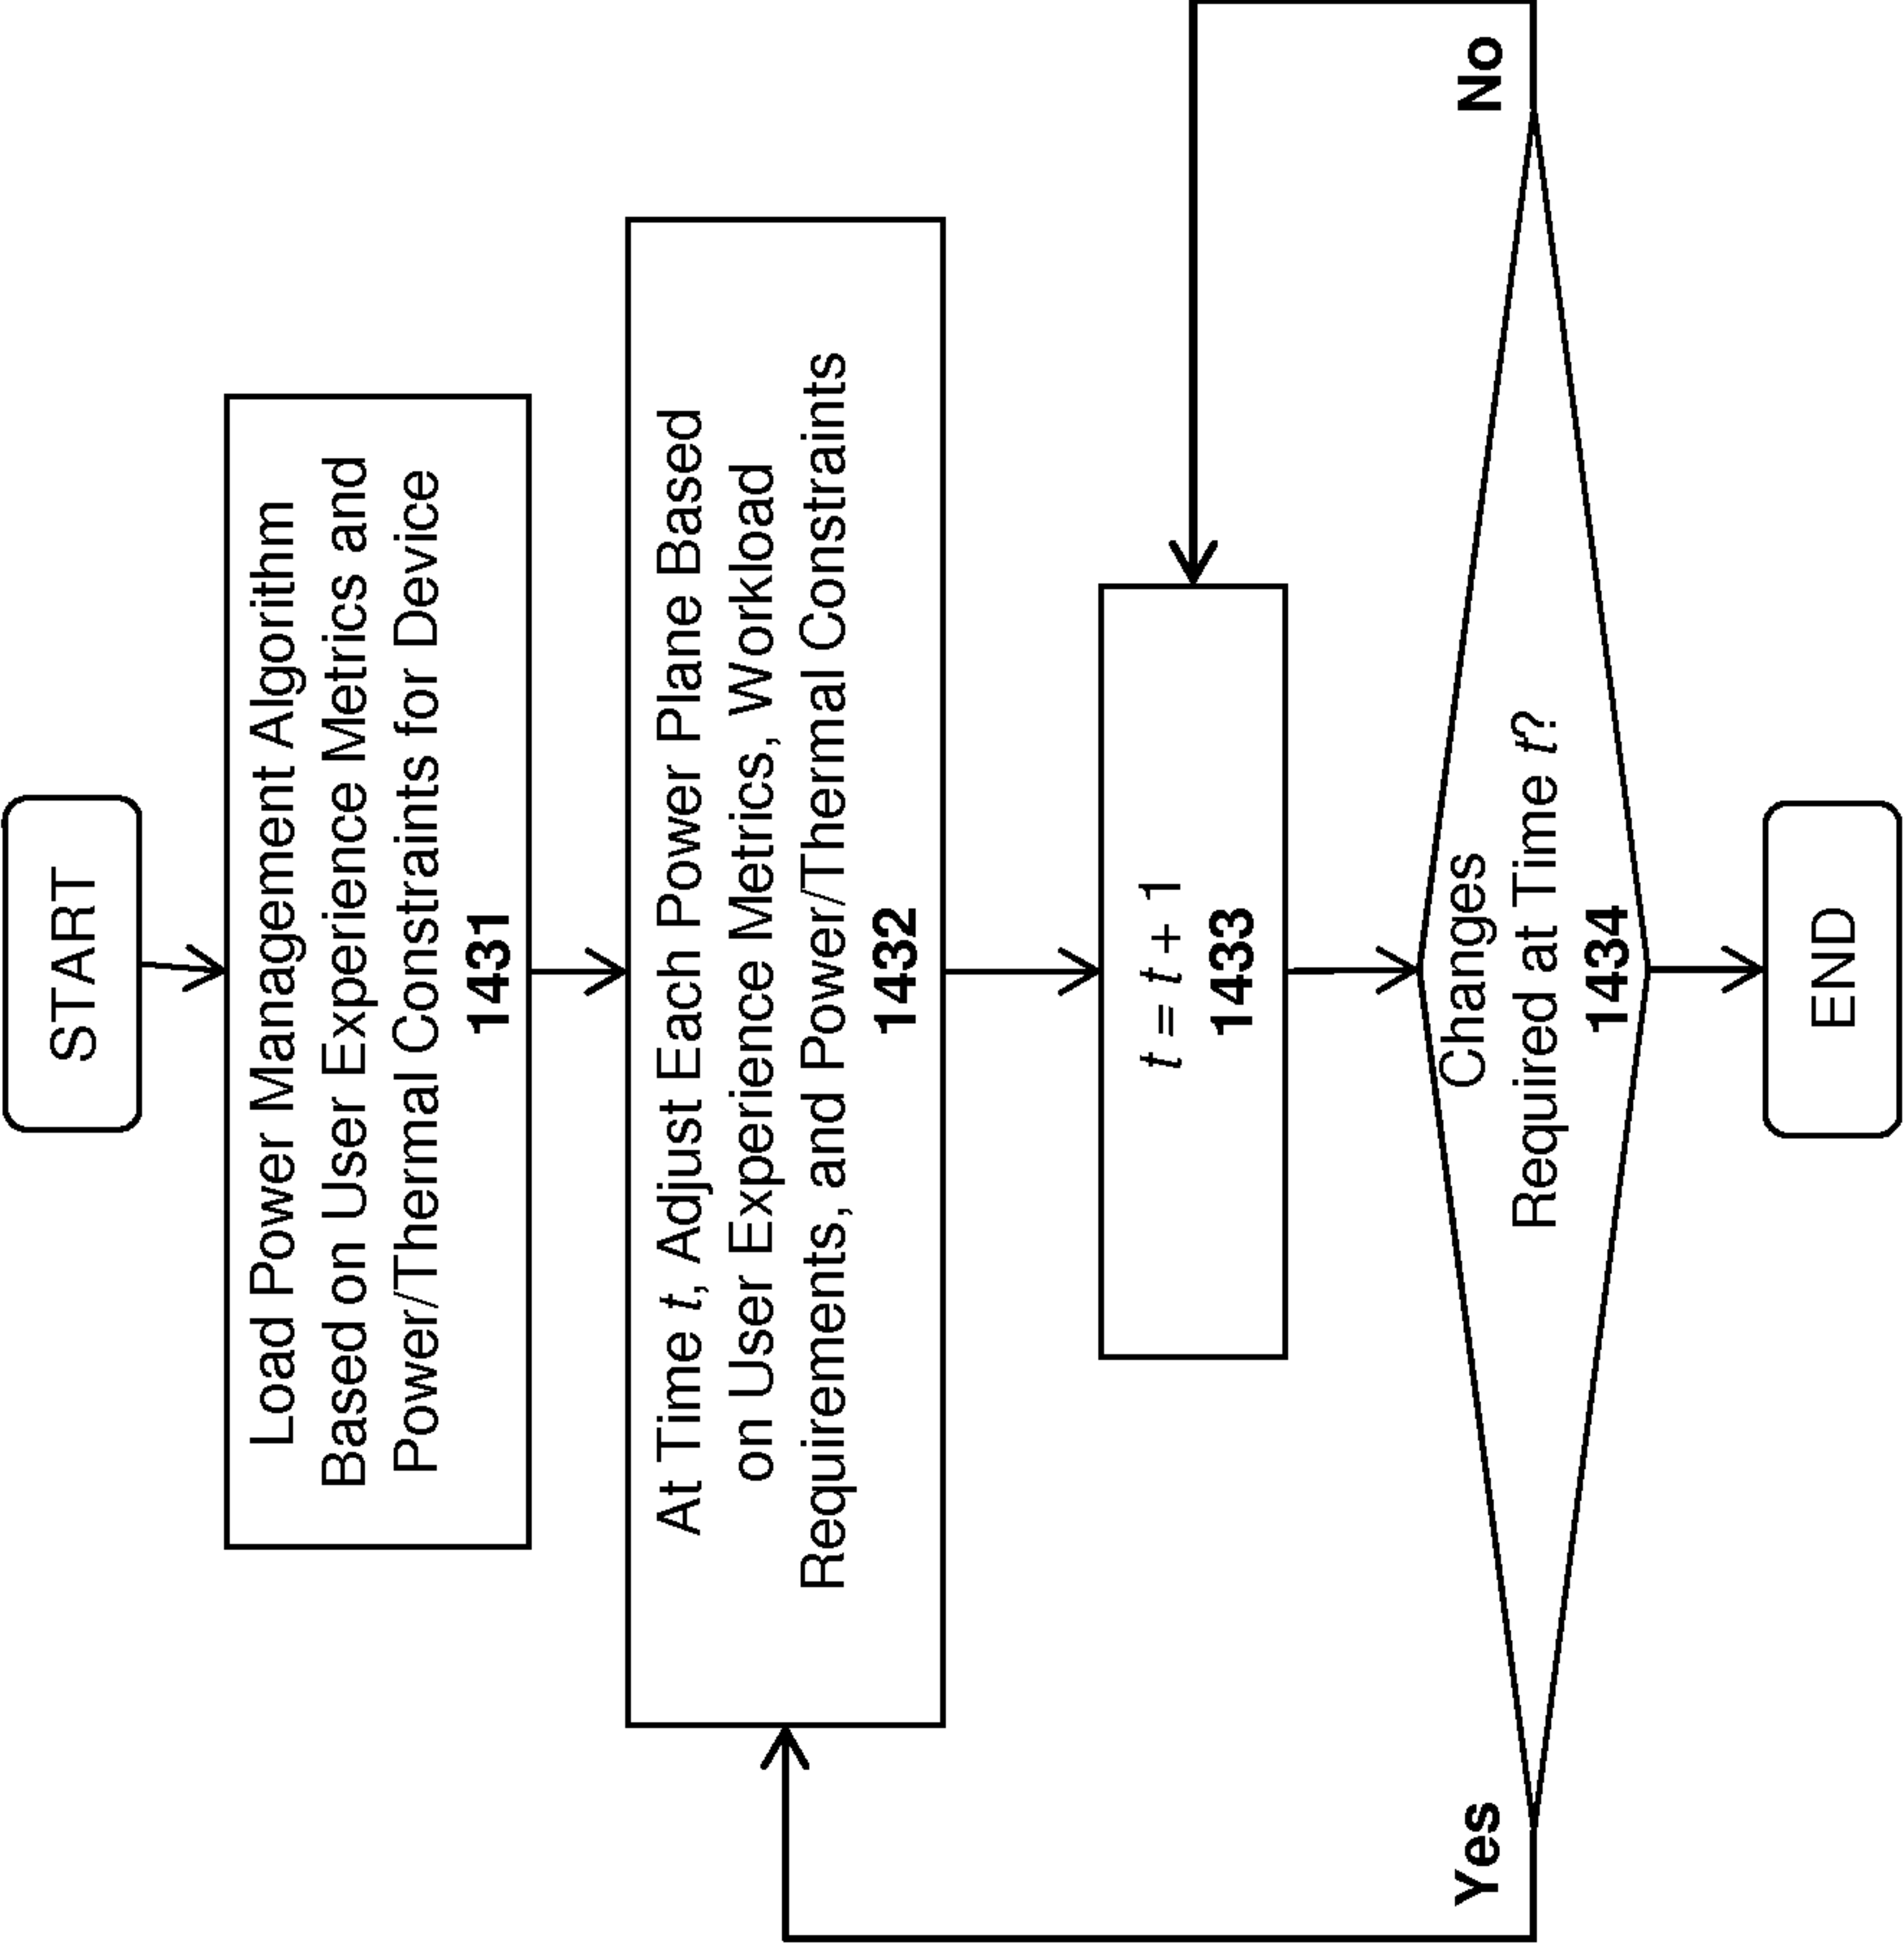 START
Load Power Management Algorithm
Based on User Experience Metrics and
Power/Thermal Constraints for Device
1431
At Time t, Adjust Each Power Plane Based
on User Experience Metrics, Workload
Requirements, and Power/Thermal Constraints
1432
t = t + 1
1433
Changes
Required at Time t?
1434
Yes
No
END